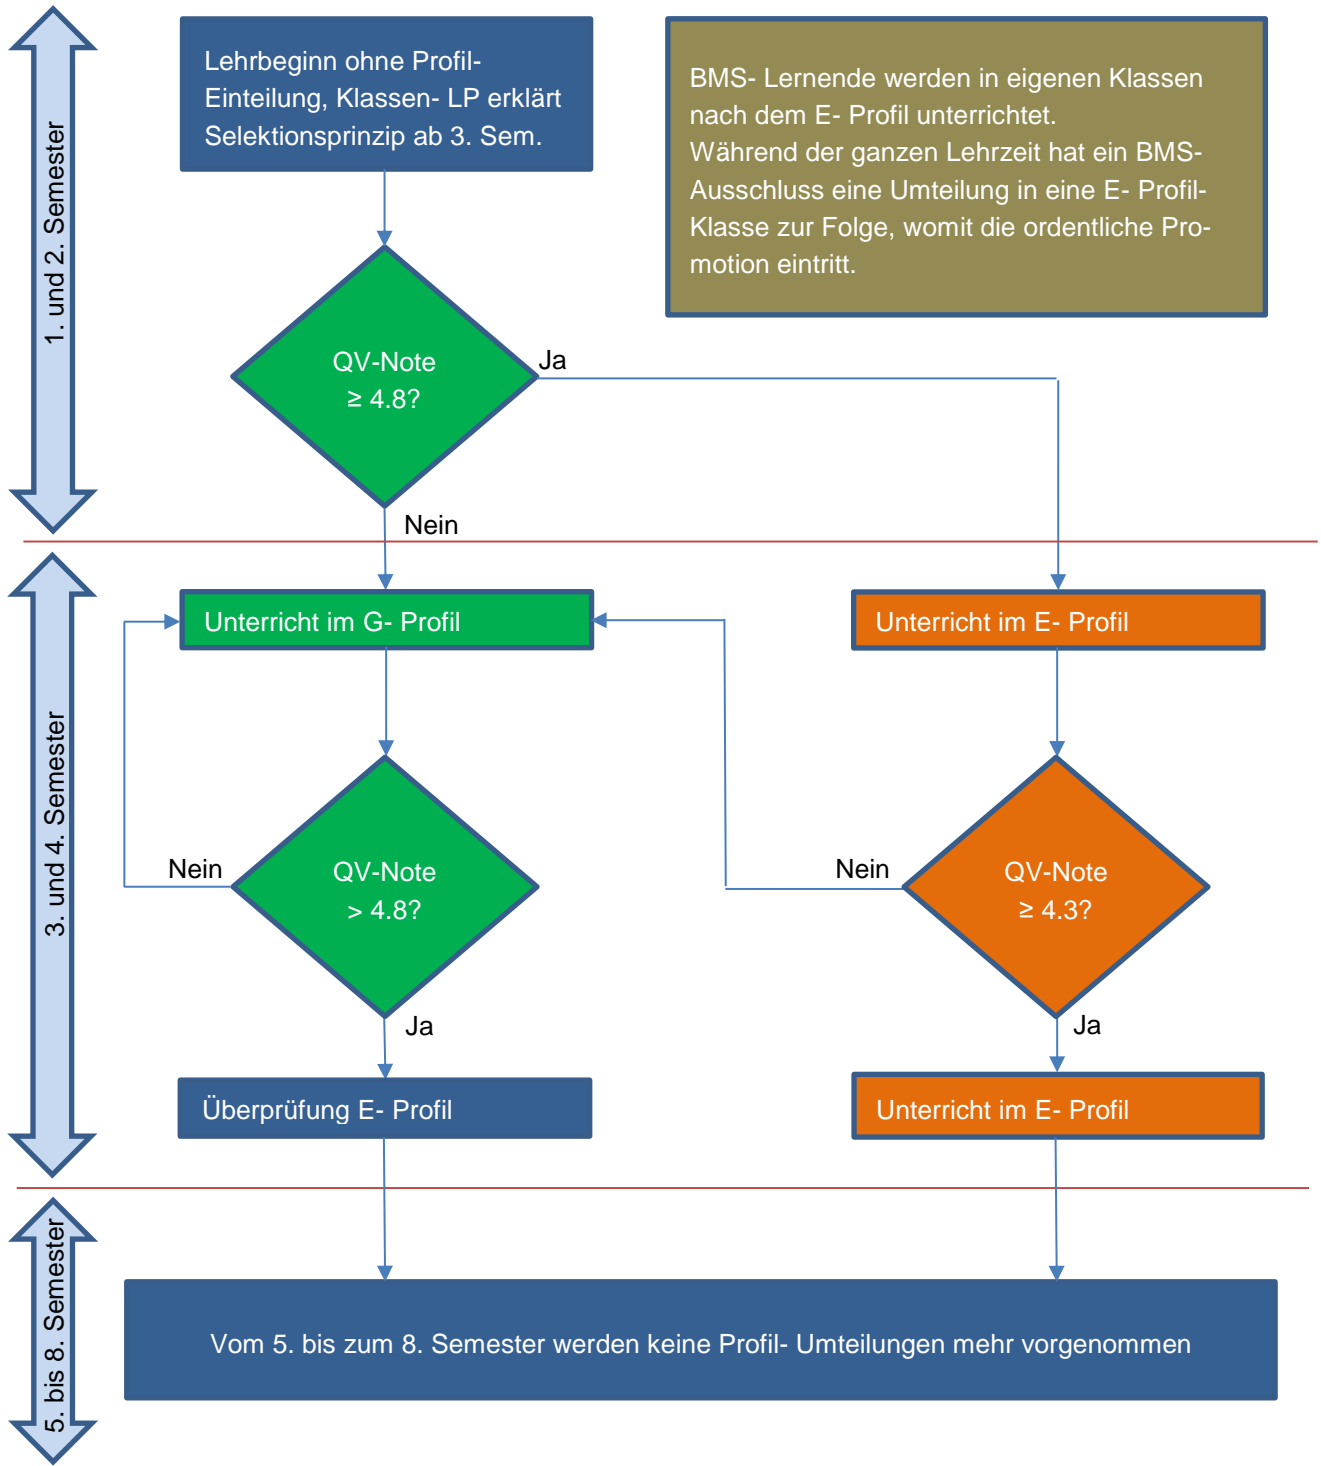 1. und 2. Semester
Lehrbeginn ohne Profil-
Einteilung, Klassen- LP erklärt
Selektionsprinzip ab 3. Sem.
BMS- Lernende werden in eigenen Klassen
nach dem E- Profil unterrichtet.
Während der ganzen Lehrzeit hat ein BMS-
Ausschluss eine Umteilung in eine E- Profil-
Klasse zur Folge, womit die ordentliche Pro-
motion eintritt.
QV-Note
≥ 4.8?
Ja
Nein
3. und 4. Semester
Unterricht im G- Profil
Unterricht im E- Profil
Nein
QV-Note
> 4.8?
Nein
QV-Note
≥ 4.3?
Ja
Ja
Überprüfung E- Profil
Unterricht im E- Profil
5. bis 8. Semester
Vom 5. bis zum 8. Semester werden keine Profil- Umteilungen mehr vorgenommen